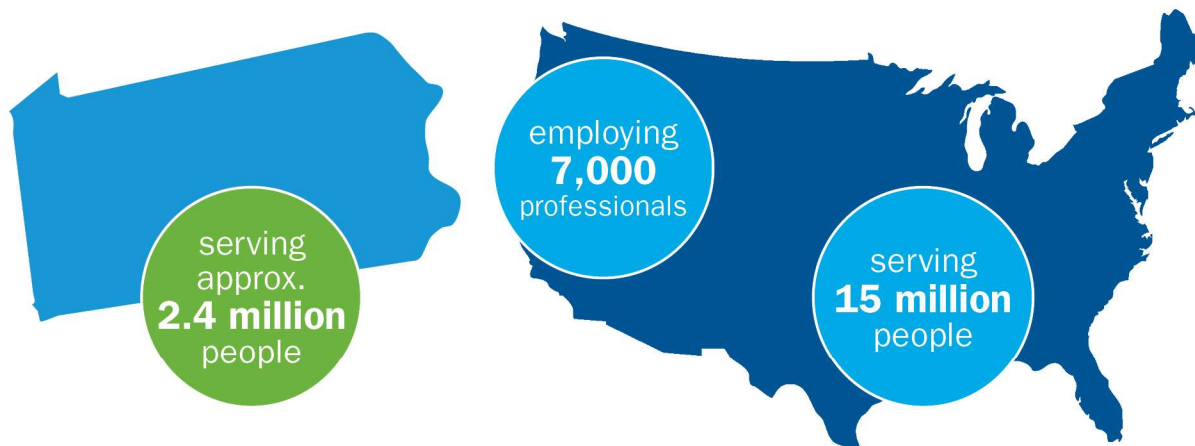 serving
approx.
2.4 million
people
employing
7,000
professionals
serving
15 million
people